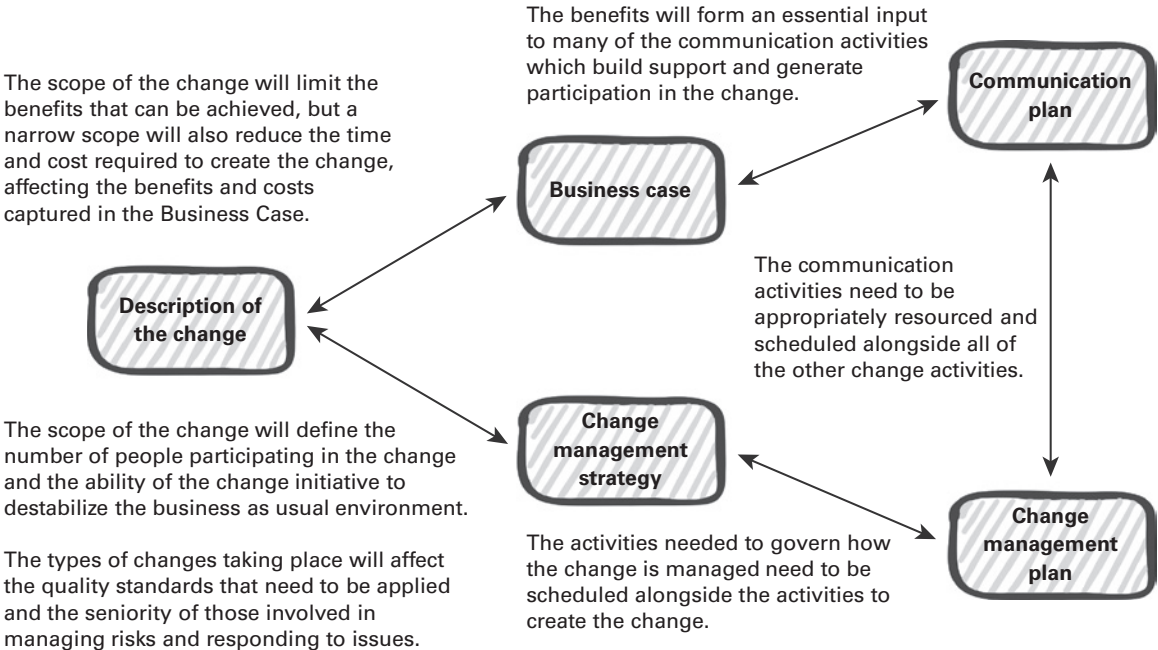 The benefits will form an essential input
to many of the communication activities
which build support and generate
participation in the change.
Communication
plan
The scope of the change will limit the
benefits that can be achieved, but a
narrow scope will also reduce the time
and cost required to create the change,
affecting the benefits and costs
captured in the Business Case.
Business case
The communication
activities need to be
appropriately resourced and
scheduled alongside all of
the other change activities.
Description of
the change
The scope of the change will define the
number of people participating in the change
and the ability of the change initiative to
destabilize the business as usual environment.
The types of changes taking place will affect
the quality standards that need to be applied
and the seniority of those involved in
managing risks and responding to issues.
Change
management
strategy
The activities needed to govern how
the change is managed need to be
scheduled alongside the activities to
create the change.
Change
management
plan